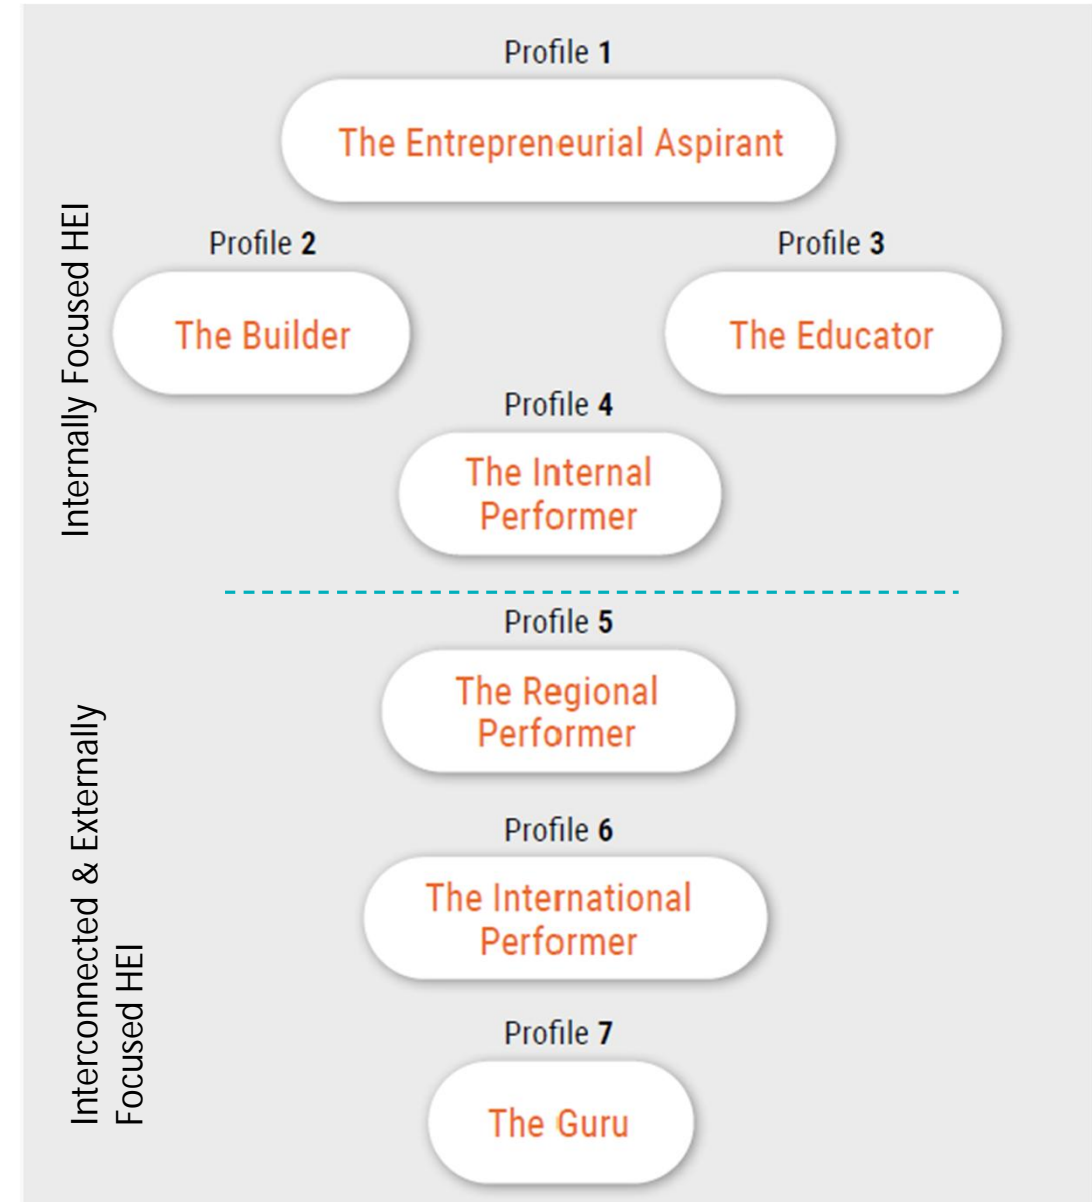 Profile 1
The Entrepreneurial Aspirant
Internally Focused HEI
Profile 2
Profile 3
The Builder
The Educator
Profile 4
The Internal
Performer
Profile 5
The Regional
Performer
Interconnected & Externally
Focused HEI
Profile 6
The International
Performer
Profile 7
The Guru